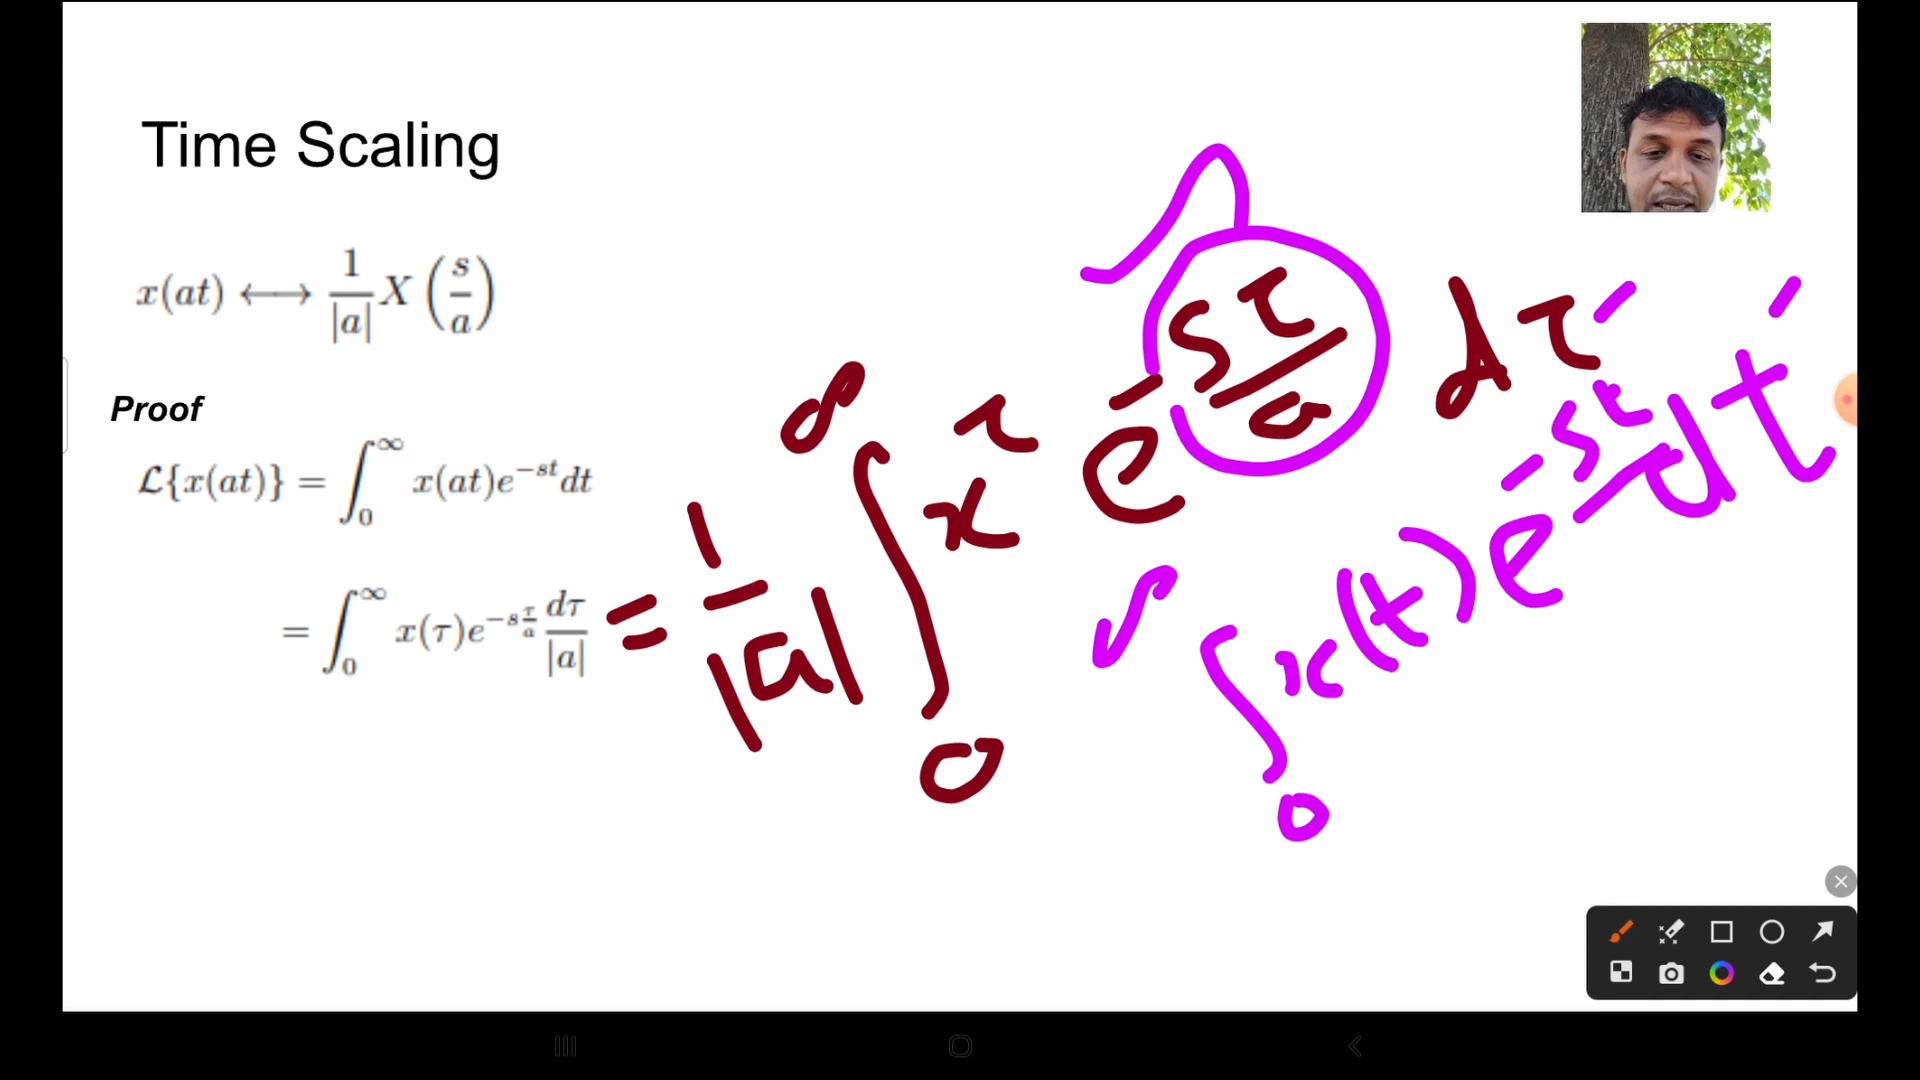 Time Scaling
x(at) ⟷ 1/|a| X (s/a)
Proof
ℒ{x(at)} = ∫₀^∞ x(at)e^{-st}dt
= ∫₀^∞ x(τ)e^{-sτ/a} dτ/|a|
= 1/|a| ∫₀^∞ x τ e^{-sτ/a} dτ
∫₀^∞ x(t) e^{-st} dt